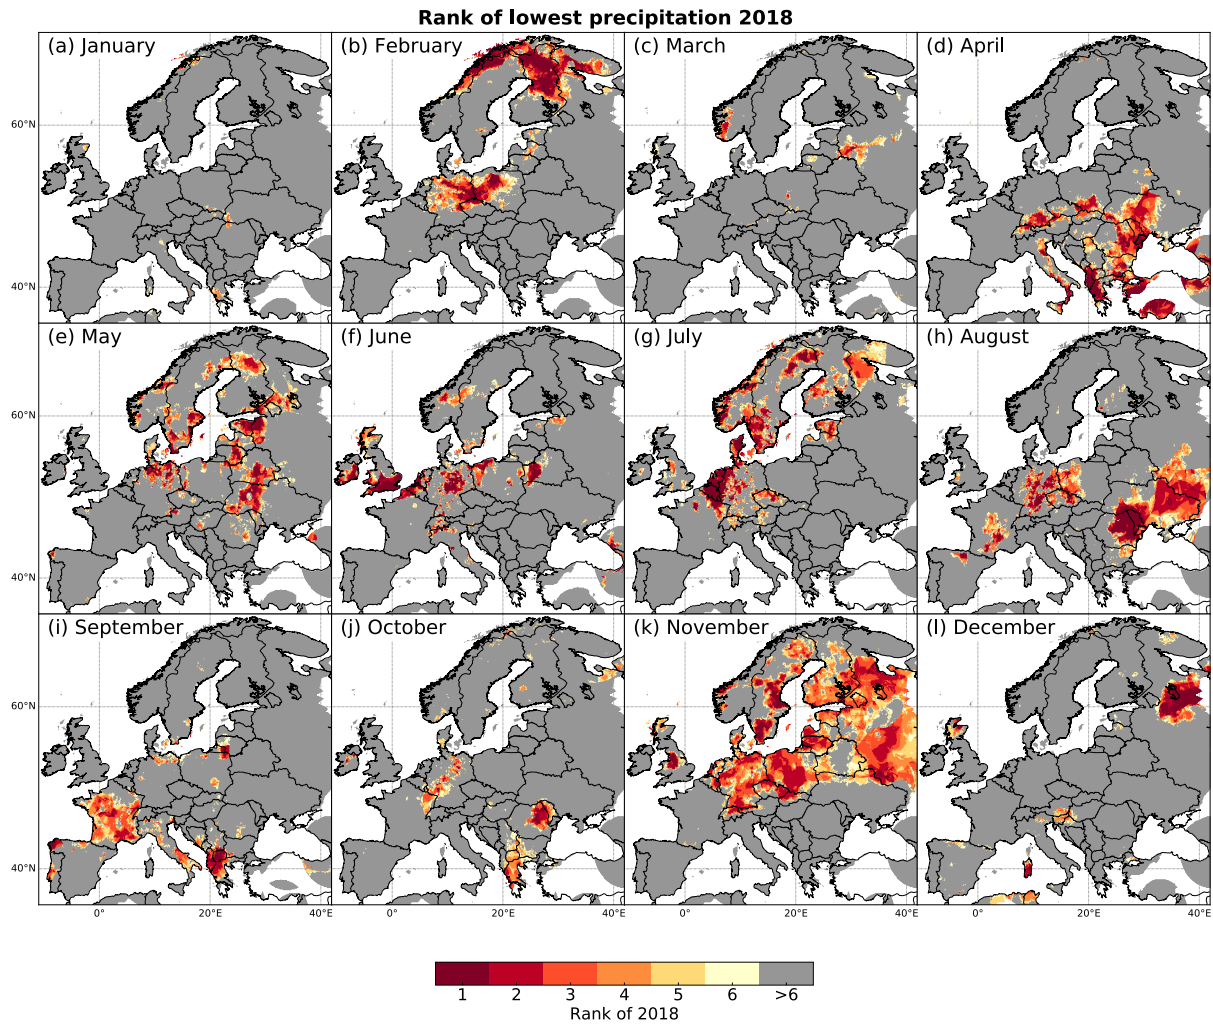 Rank of lowest precipitation 2018
(a) January
(b) February
(c) March
(d) April
60°N
40°N
(e) May
(f) June
(g) July
(h) August
60°N
40°N
(i) September
(j) October
(k) November
(l) December
60°N
40°N
0° 20°E 40°E 0° 20°E 40°E 0° 20°E 40°E 0° 20°E 40°E
1 2 3 4 5 6 >6
Rank of 2018